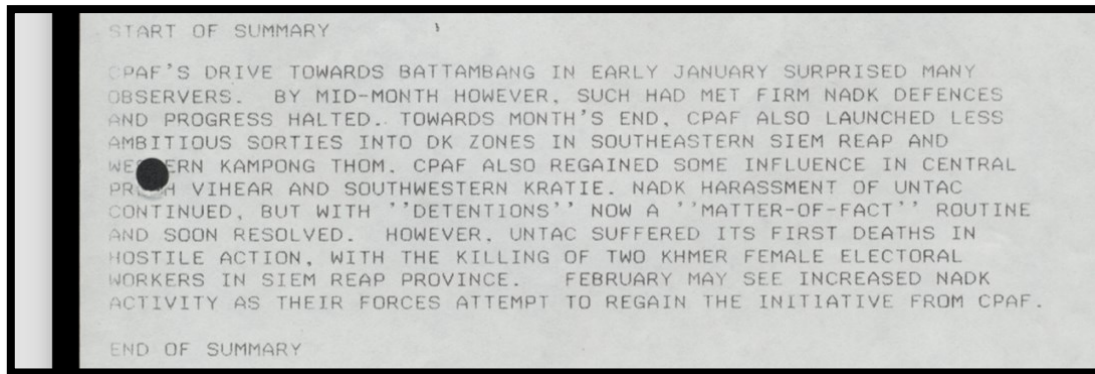 START OF SUMMARY
CPAF'S DRIVE TOWARDS BATTAMBANG IN EARLY JANUARY SURPRISED MANY
OBSERVERS.  BY MID-MONTH HOWEVER, SUCH HAD MET FIRM NADK DEFENCES
AND PROGRESS HALTED. TOWARDS MONTH'S END, CPAF ALSO LAUNCHED LESS
AMBITIOUS SORTIES INTO DK ZONES IN SOUTHEASTERN SIEM REAP AND
KAMPONG THOM. CPAF ALSO REGAINED SOME INFLUENCE IN CENTRAL
VIHEAR AND SOUTHWESTERN KRATIE. NADK HARASSMENT OF UNTAC
CONTINUED, BUT WITH ''DETENTIONS'' NOW A ''MATTER-OF-FACT'' ROUTINE
AND SOON RESOLVED.  HOWEVER, UNTAC SUFFERED ITS FIRST DEATHS IN
HOSTILE ACTION, WITH THE KILLING OF TWO KHMER FEMALE ELECTORAL
WORKERS IN SIEM REAP PROVINCE.   FEBRUARY MAY SEE INCREASED NADK
ACTIVITY AS THEIR FORCES ATTEMPT TO REGAIN THE INITIATIVE FROM CPAF.
END OF SUMMARY